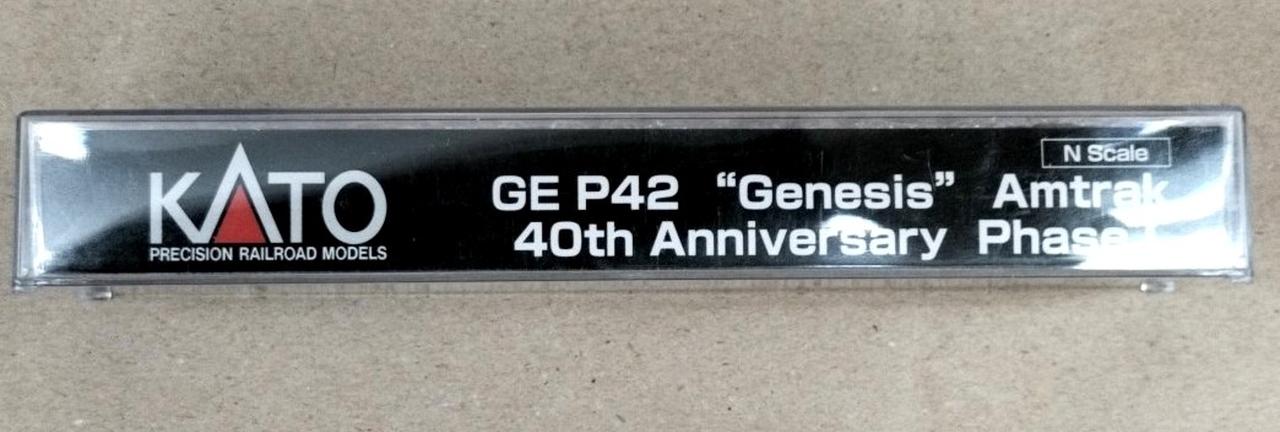 KATO
PRECISION RAILROAD MODELS
N Scale
GE P42 “Genesis” Amtrak
40th Anniversary Phase